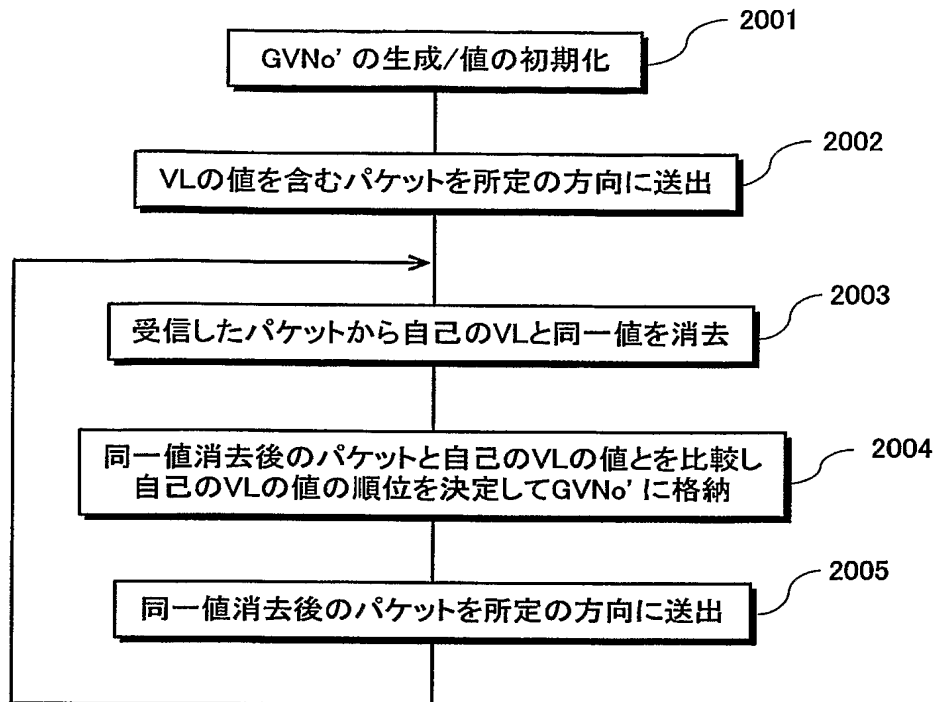 2001
GVNo' の生成/値の初期化
2002
VLの値を含むパケットを所定の方向に送出
2003
受信したパケットから自己のVLと同一値を消去
2004
同一値消去後のパケットと自己のVLの値とを比較し
自己のVLの値の順位を決定してGVNo' に格納
2005
同一値消去後のパケットを所定の方向に送出